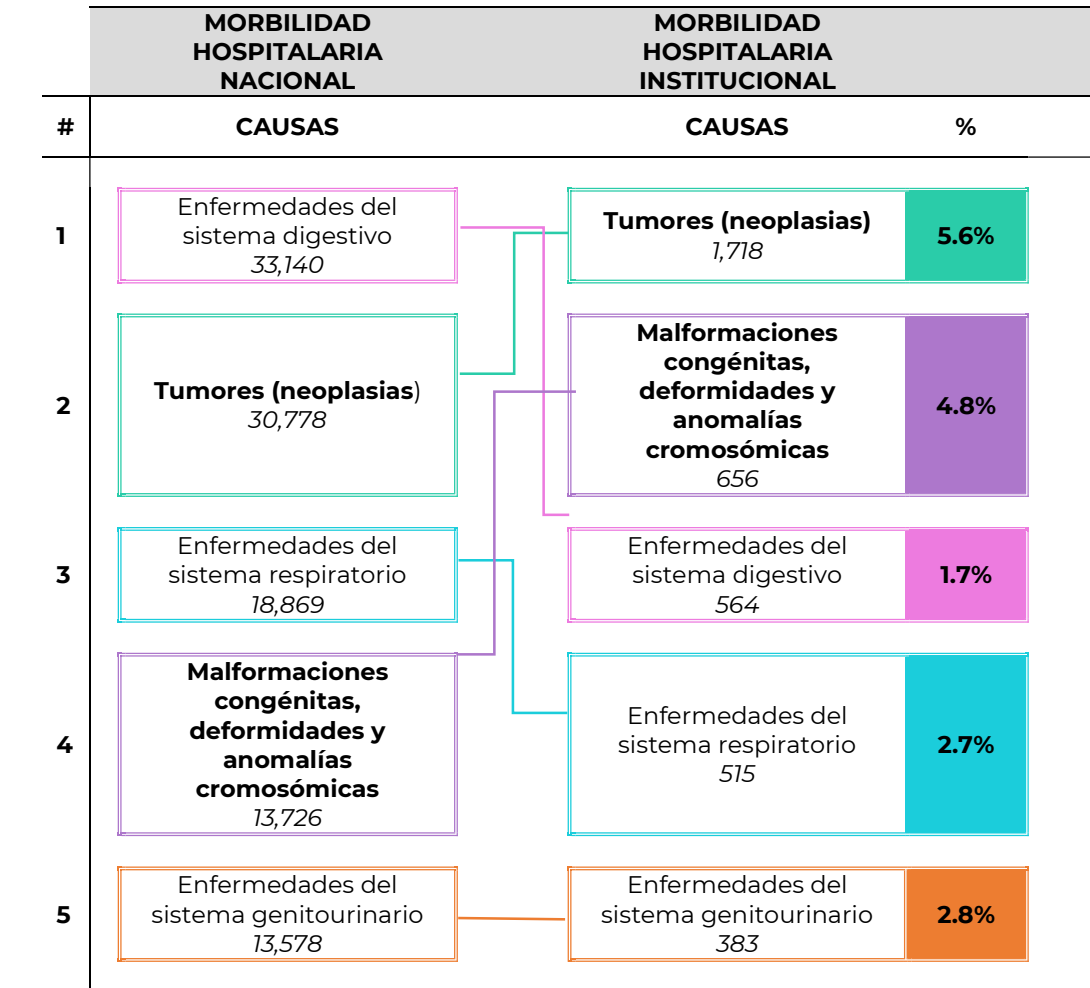 MORBILIDAD
HOSPITALARIA
NACIONAL
MORBILIDAD
HOSPITALARIA
INSTITUCIONAL
#
CAUSAS
CAUSAS
%
1
Enfermedades del
sistema digestivo
33,140
Tumores (neoplasias)
1,718
5.6%
2
Tumores (neoplasias)
30,778
Malformaciones
congénitas,
deformidades y
anomalías
cromosómicas
656
4.8%
3
Enfermedades del
sistema respiratorio
18,869
Enfermedades del
sistema digestivo
564
1.7%
4
Malformaciones
congénitas,
deformidades y
anomalías
cromosómicas
13,726
Enfermedades del
sistema respiratorio
515
2.7%
5
Enfermedades del
sistema genitourinario
13,578
Enfermedades del
sistema genitourinario
383
2.8%